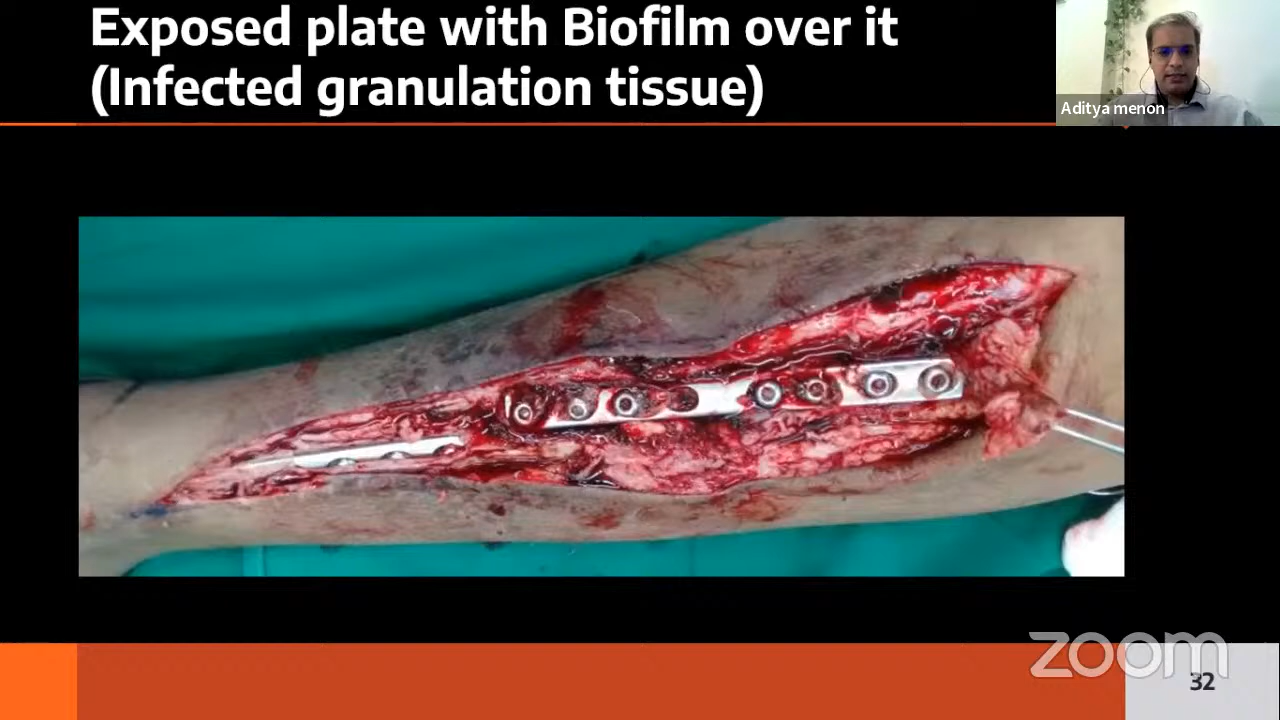 Exposed plate with Biofilm over it
(Infected granulation tissue)
Aditya menon
zoom
32